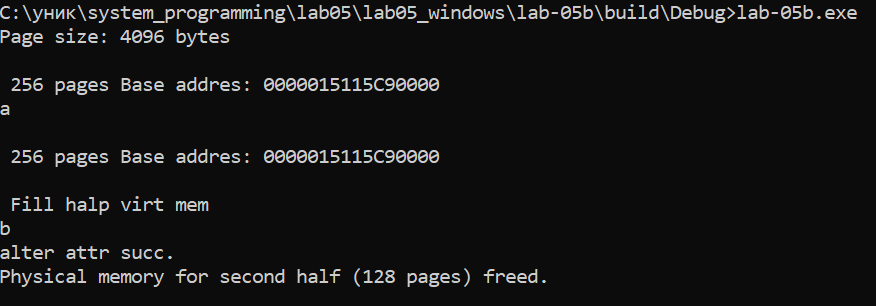 C:\уник\system_programming\lab05\lab05_windows\lab-05b\build\Debug>lab-05b.exe
Page size: 4096 bytes
256 pages Base addres: 0000015115C90000
a
256 pages Base addres: 0000015115C90000
Fill halp virt mem
b
alter attr succ.
Physical memory for second half (128 pages) freed.